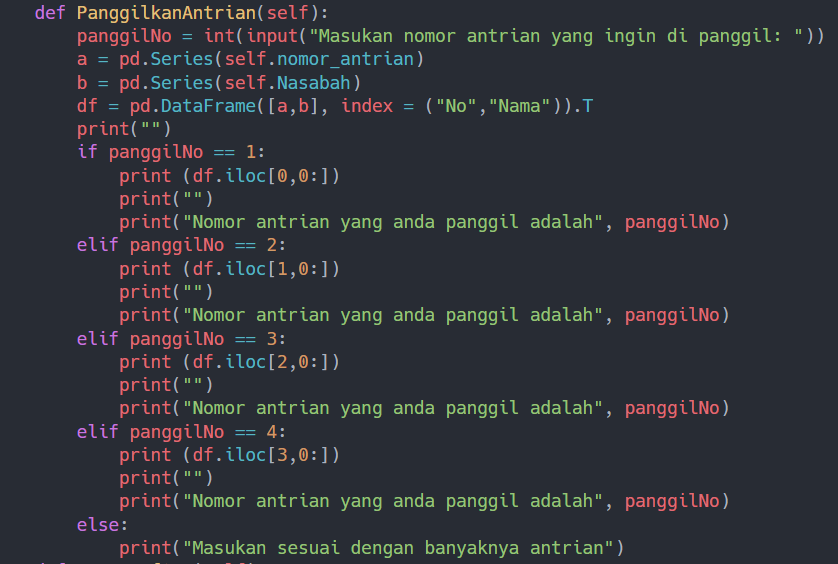 def PanggilkanAntrian(self):
    panggilNo = int(input("Masukan nomor antrian yang ingin di panggil: "))
    a = pd.Series(self.nomor_antrian)
    b = pd.Series(self.Nasabah)
    df = pd.DataFrame([a,b], index = ("No","Nama")).T
    print("")
    if panggilNo == 1:
        print (df.iloc[0,0:])
        print("")
        print("Nomor antrian yang anda panggil adalah", panggilNo)
    elif panggilNo == 2:
        print (df.iloc[1,0:])
        print("")
        print("Nomor antrian yang anda panggil adalah", panggilNo)
    elif panggilNo == 3:
        print (df.iloc[2,0:])
        print("")
        print("Nomor antrian yang anda panggil adalah", panggilNo)
    elif panggilNo == 4:
        print (df.iloc[3,0:])
        print("")
        print("Nomor antrian yang anda panggil adalah", panggilNo)
    else:
        print("Masukan sesuai dengan banyaknya antrian")